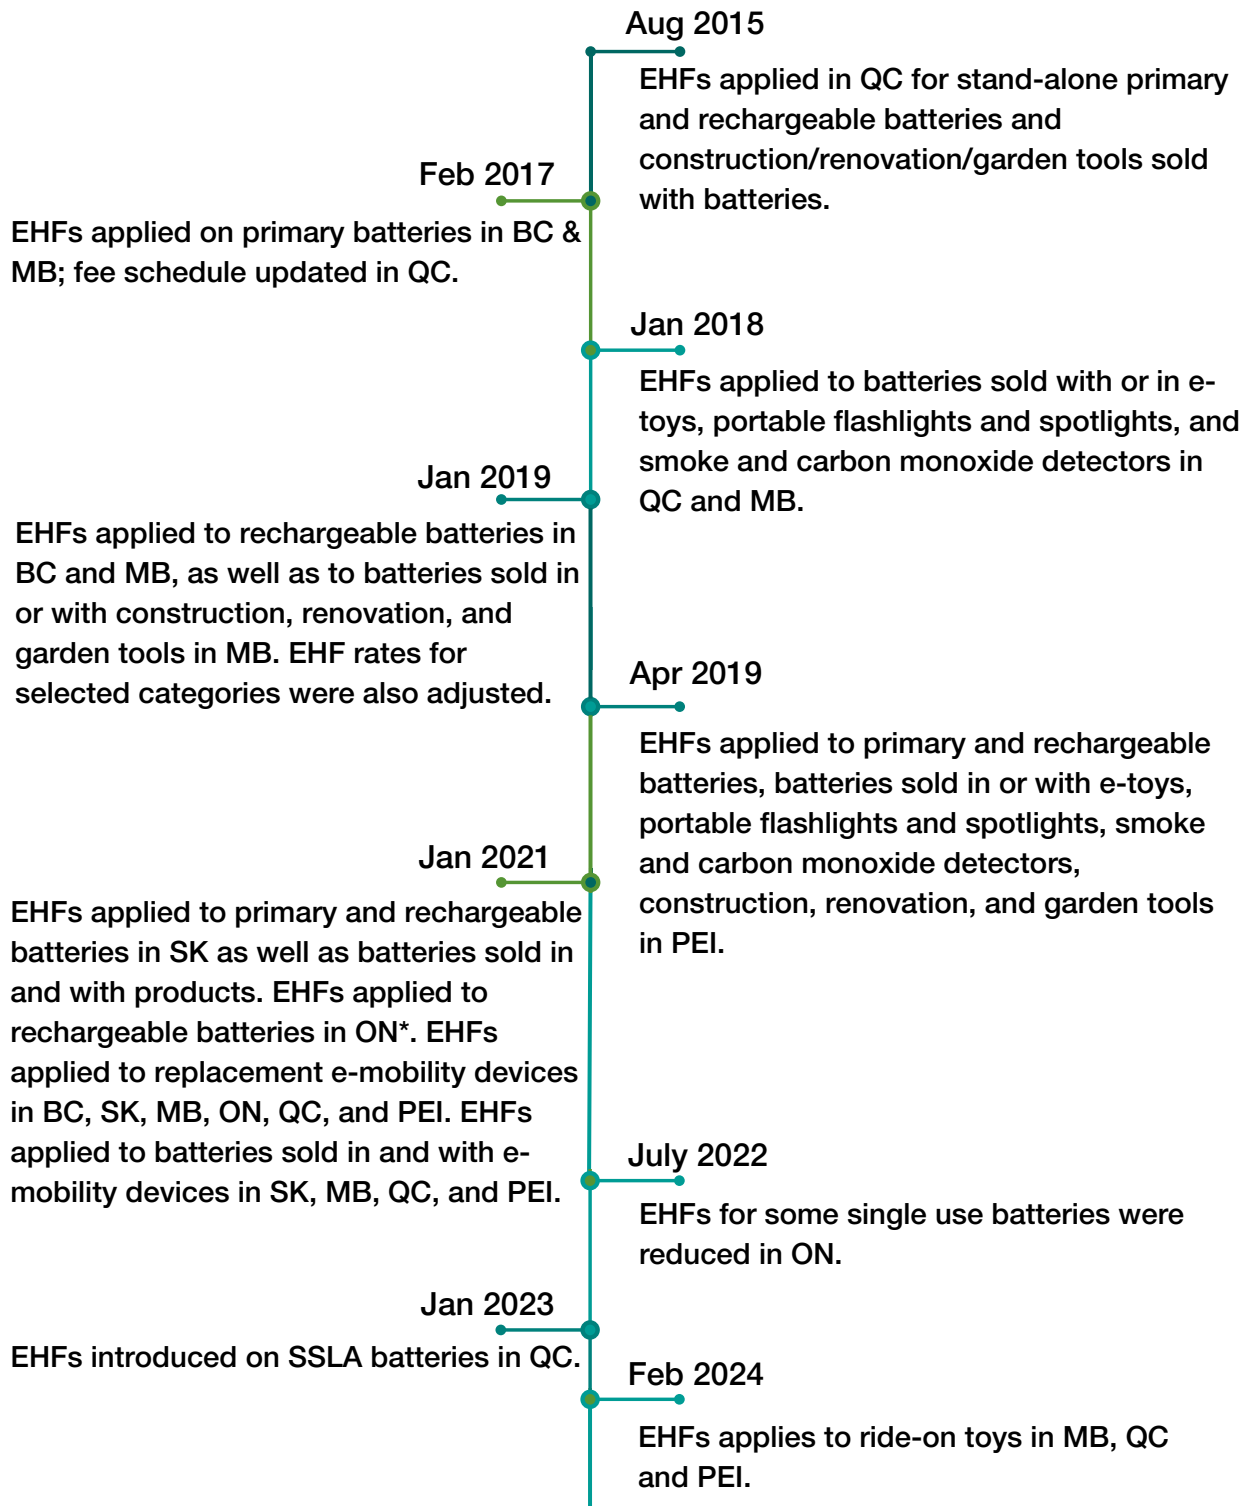 Aug 2015
EHFs applied in QC for stand-alone primary
and rechargeable batteries and
construction/renovation/garden tools sold
with batteries.
Feb 2017
EHFs applied on primary batteries in BC &
MB; fee schedule updated in QC.
Jan 2018
EHFs applied to batteries sold with or in e-
toys, portable flashlights and spotlights, and
smoke and carbon monoxide detectors in
QC and MB.
Jan 2019
EHFs applied to rechargeable batteries in
BC and MB, as well as to batteries sold in
or with construction, renovation, and
garden tools in MB. EHF rates for
selected categories were also adjusted.
Apr 2019
EHFs applied to primary and rechargeable
batteries, batteries sold in or with e-toys,
portable flashlights and spotlights, smoke
and carbon monoxide detectors,
construction, renovation, and garden tools
in PEI.
Jan 2021
EHFs applied to primary and rechargeable
batteries in SK as well as batteries sold in
and with products. EHFs applied to
rechargeable batteries in ON*. EHFs
applied to replacement e-mobility devices
in BC, SK, MB, ON, QC, and PEI. EHFs
applied to batteries sold in and with e-
mobility devices in SK, MB, QC, and PEI.
July 2022
EHFs for some single use batteries were
reduced in ON.
Jan 2023
EHFs introduced on SSLA batteries in QC.
Feb 2024
EHFs applies to ride-on toys in MB, QC
and PEI.